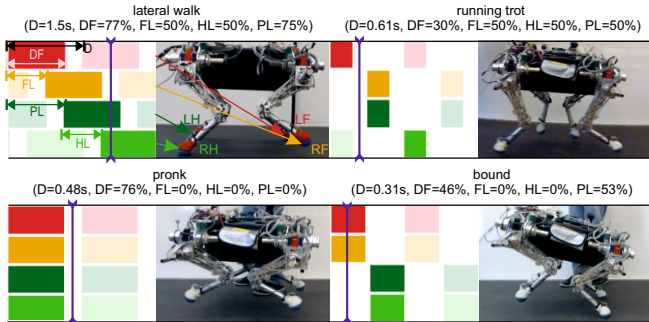 lateral walk
(D=1.5s, DF=77%, FL=50%, HL=50%, PL=75%)
running trot
(D=0.61s, DF=30%, FL=50%, HL=50%, PL=50%)
D
DF
FL
PL
HL
LH
RH
LF
RF
pronk
(D=0.48s, DF=76%, FL=0%, HL=0%, PL=0%)
bound
(D=0.31s, DF=46%, FL=0%, HL=0%, PL=53%)